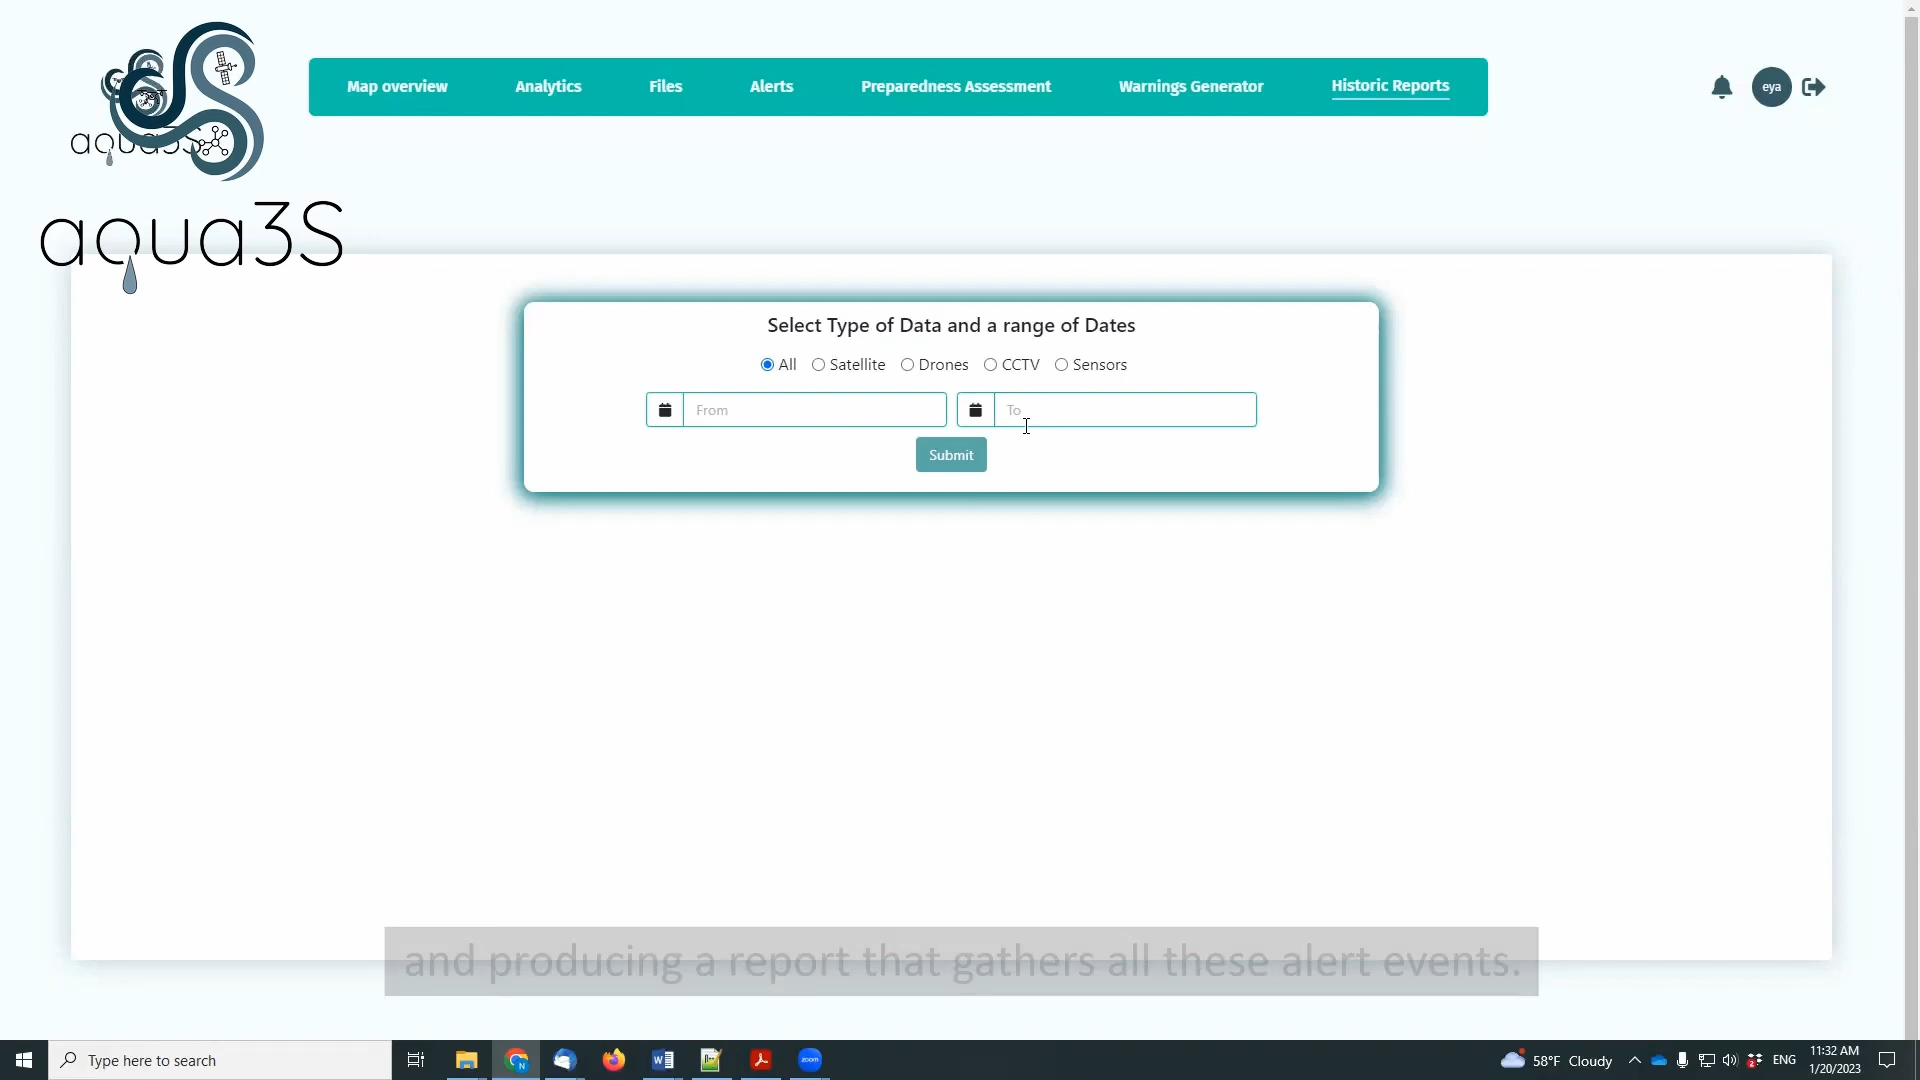 aqua3S
Map overview Analytics Files Alerts Preparedness Assessment Warnings Generator Historic Reports
eya
aqua3S
Select Type of Data and a range of Dates
All Satellite Drones CCTV Sensors
From To
Submit
and producing a report that gathers all these alert events.
Type here to search
zoom
58°F Cloudy
ENG
11:32 AM
1/20/2023